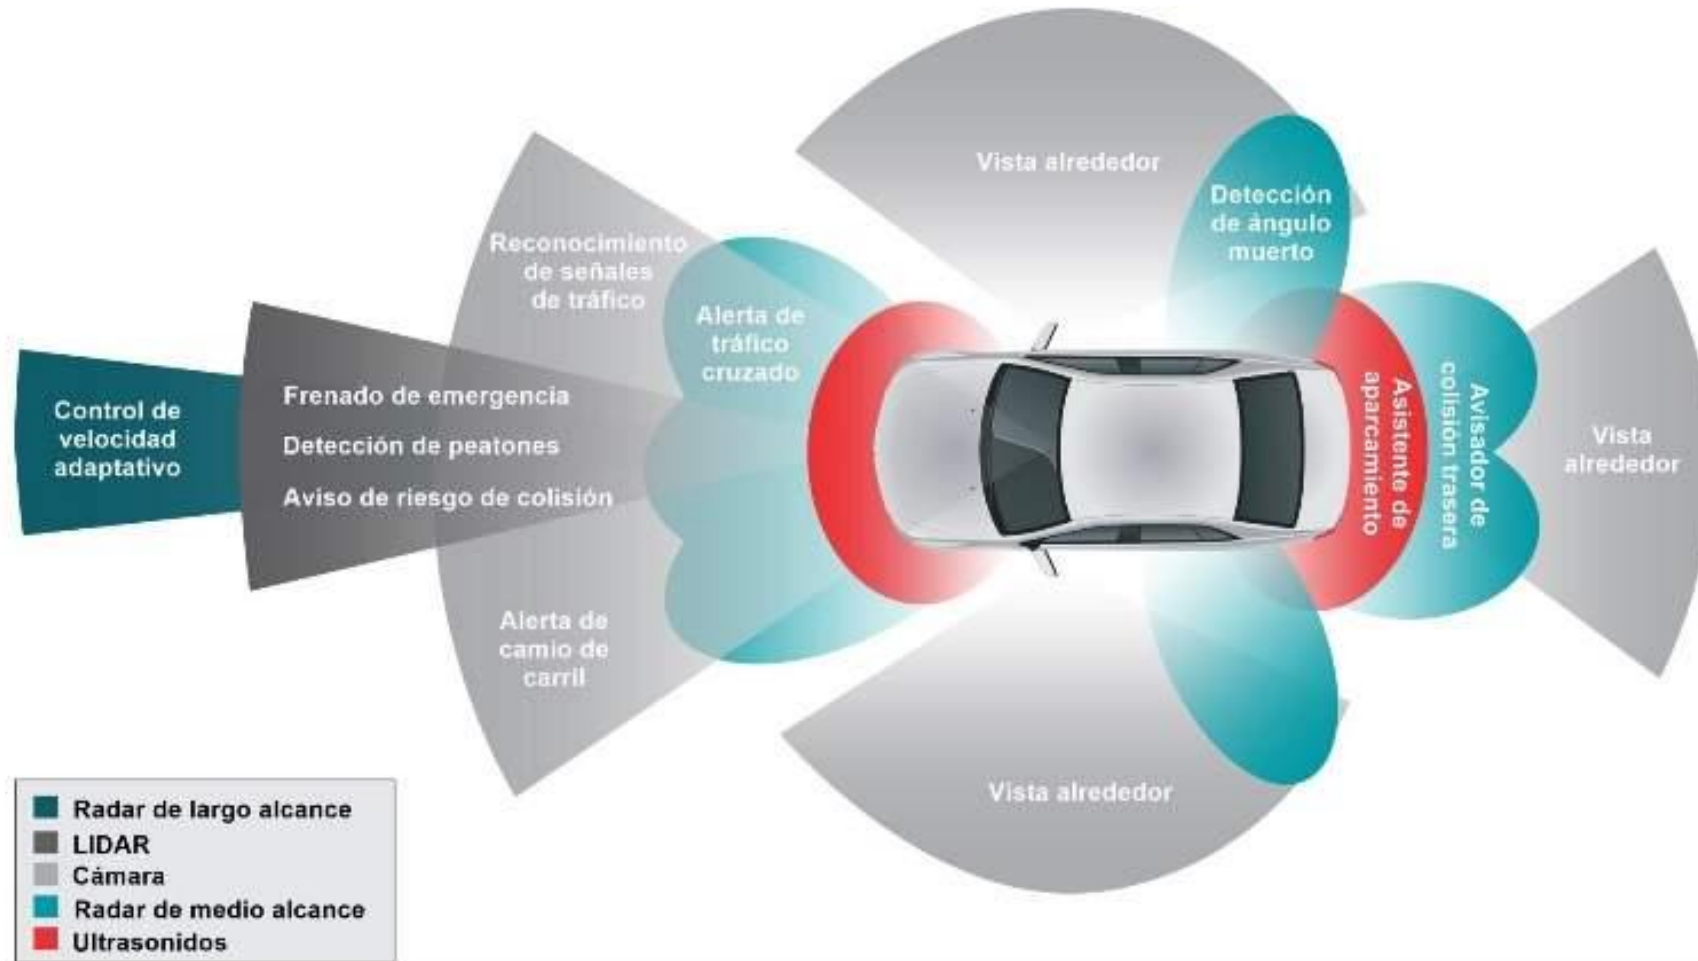 Vista alrededor
Detección
de ángulo
muerto
Reconocimiento
de señales
de tráfico
Alerta de
tráfico
cruzado
Control de
velocidad
adaptativo
Frenado de emergencia
Detección de peatones
Aviso de riesgo de colisión
Asistente de
aparcamiento
Avisador de
colisión trasera
Vista
alrededor
Alerta de
camio de
carril
Vista alrededor
Radar de largo alcance
LIDAR
Cámara
Radar de medio alcance
Ultrasonidos